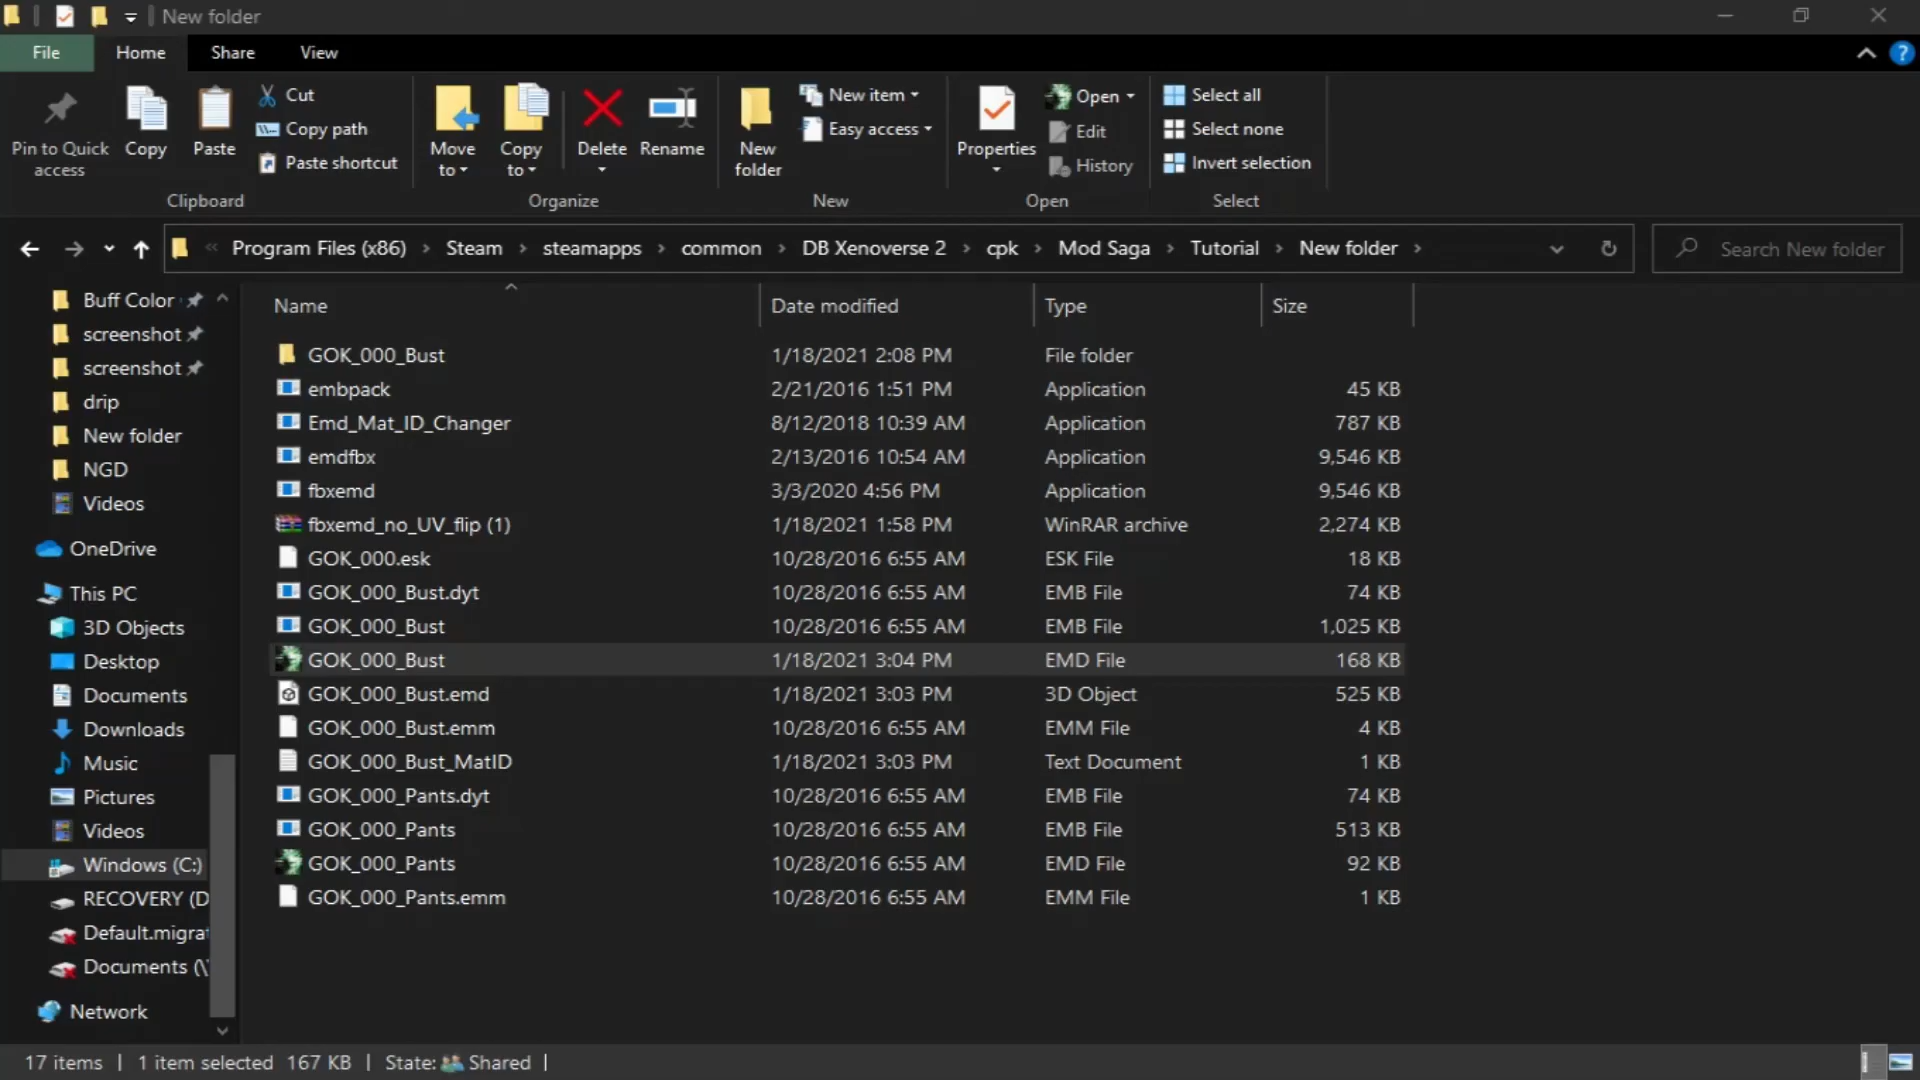 New folder
File Home Share View
Pin to Quick access
Copy
Paste
Cut
Copy path
Paste shortcut
Clipboard
Move to
Copy to
Delete
Rename
Organize
New folder
New item
Easy access
New
Properties
Open
Edit
History
Open
Select all
Select none
Invert selection
Select
« Program Files (x86) › Steam › steamapps › common › DB Xenoverse 2 › cpk › Mod Saga › Tutorial › New folder ›
Search New folder
Buff Color
screenshot
screenshot
drip
New folder
NGD
Videos
OneDrive
This PC
3D Objects
Desktop
Documents
Downloads
Music
Pictures
Videos
Windows (C:)
RECOVERY (D
Default.migrat
Documents (\
Network
Name Date modified Type Size
GOK_000_Bust 1/18/2021 2:08 PM File folder
embpack 2/21/2016 1:51 PM Application 45 KB
Emd_Mat_ID_Changer 8/12/2018 10:39 AM Application 787 KB
emdfbx 2/13/2016 10:54 AM Application 9,546 KB
fbxemd 3/3/2020 4:56 PM Application 9,546 KB
fbxemd_no_UV_flip (1) 1/18/2021 1:58 PM WinRAR archive 2,274 KB
GOK_000.esk 10/28/2016 6:55 AM ESK File 18 KB
GOK_000_Bust.dyt 10/28/2016 6:55 AM EMB File 74 KB
GOK_000_Bust 10/28/2016 6:55 AM EMB File 1,025 KB
GOK_000_Bust 1/18/2021 3:04 PM EMD File 168 KB
GOK_000_Bust.emd 1/18/2021 3:03 PM 3D Object 525 KB
GOK_000_Bust.emm 10/28/2016 6:55 AM EMM File 4 KB
GOK_000_Bust_MatID 1/18/2021 3:03 PM Text Document 1 KB
GOK_000_Pants.dyt 10/28/2016 6:55 AM EMB File 74 KB
GOK_000_Pants 10/28/2016 6:55 AM EMB File 513 KB
GOK_000_Pants 10/28/2016 6:55 AM EMD File 92 KB
GOK_000_Pants.emm 10/28/2016 6:55 AM EMM File 1 KB
17 items | 1 item selected 167 KB | State: Shared |